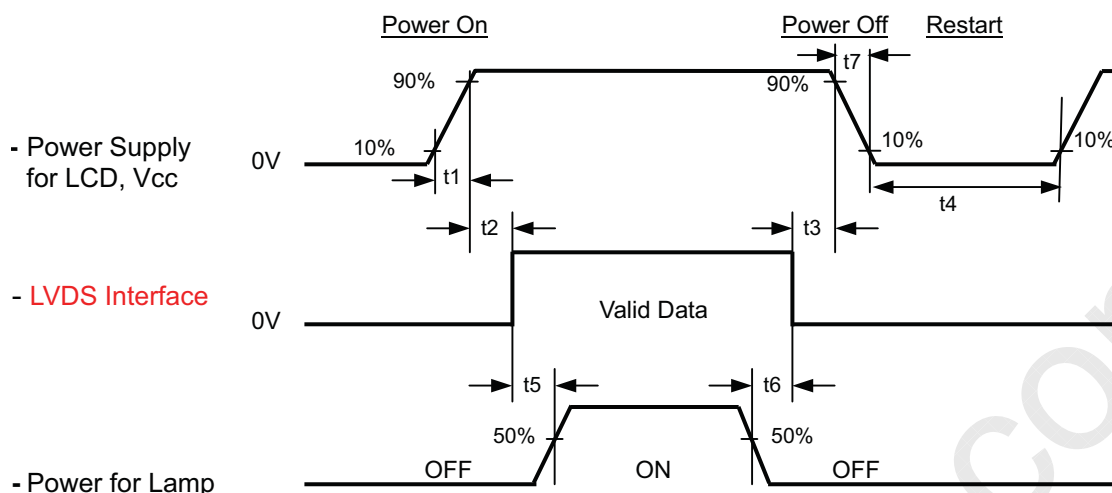 Power On
Power Off
Restart
t7
90%
90%
- Power Supply
for LCD, Vcc
0V
10%
10%
10%
t1
t4
t2
t3
- LVDS Interface
0V
Valid Data
t5
t6
50%
50%
- Power for Lamp
OFF
ON
OFF